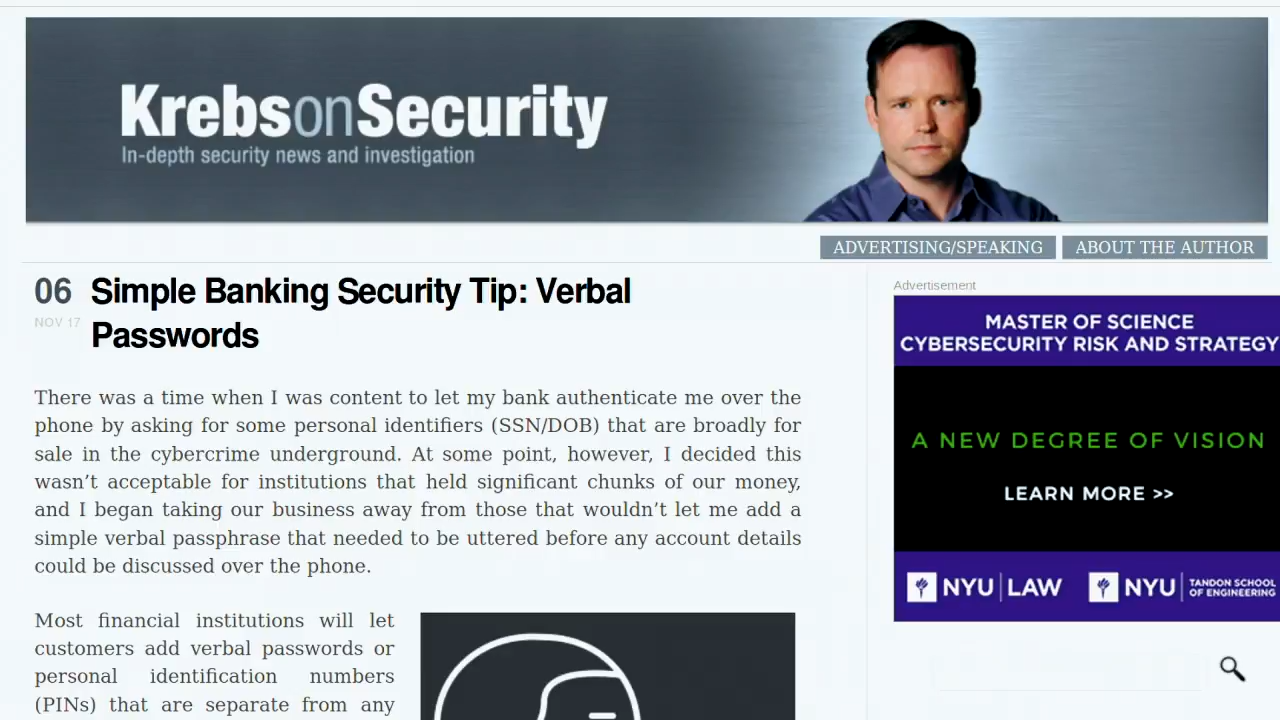 KrebsonSecurity
In-depth security news and investigation
ADVERTISING/SPEAKING
ABOUT THE AUTHOR
06
NOV 17
Simple Banking Security Tip: Verbal
Passwords
There was a time when I was content to let my bank authenticate me over the
phone by asking for some personal identifiers (SSN/DOB) that are broadly for
sale in the cybercrime underground. At some point, however, I decided this
wasn’t acceptable for institutions that held significant chunks of our money,
and I began taking our business away from those that wouldn’t let me add a
simple verbal passphrase that needed to be uttered before any account details
could be discussed over the phone.
Most financial institutions will let
customers add verbal passwords or
personal identification numbers
(PINs) that are separate from any
Advertisement
MASTER OF SCIENCE
CYBERSECURITY RISK AND STRATEGY
A NEW DEGREE OF VISION
LEARN MORE >>
NYU LAW
NYU TANDON SCHOOL
OF ENGINEERING